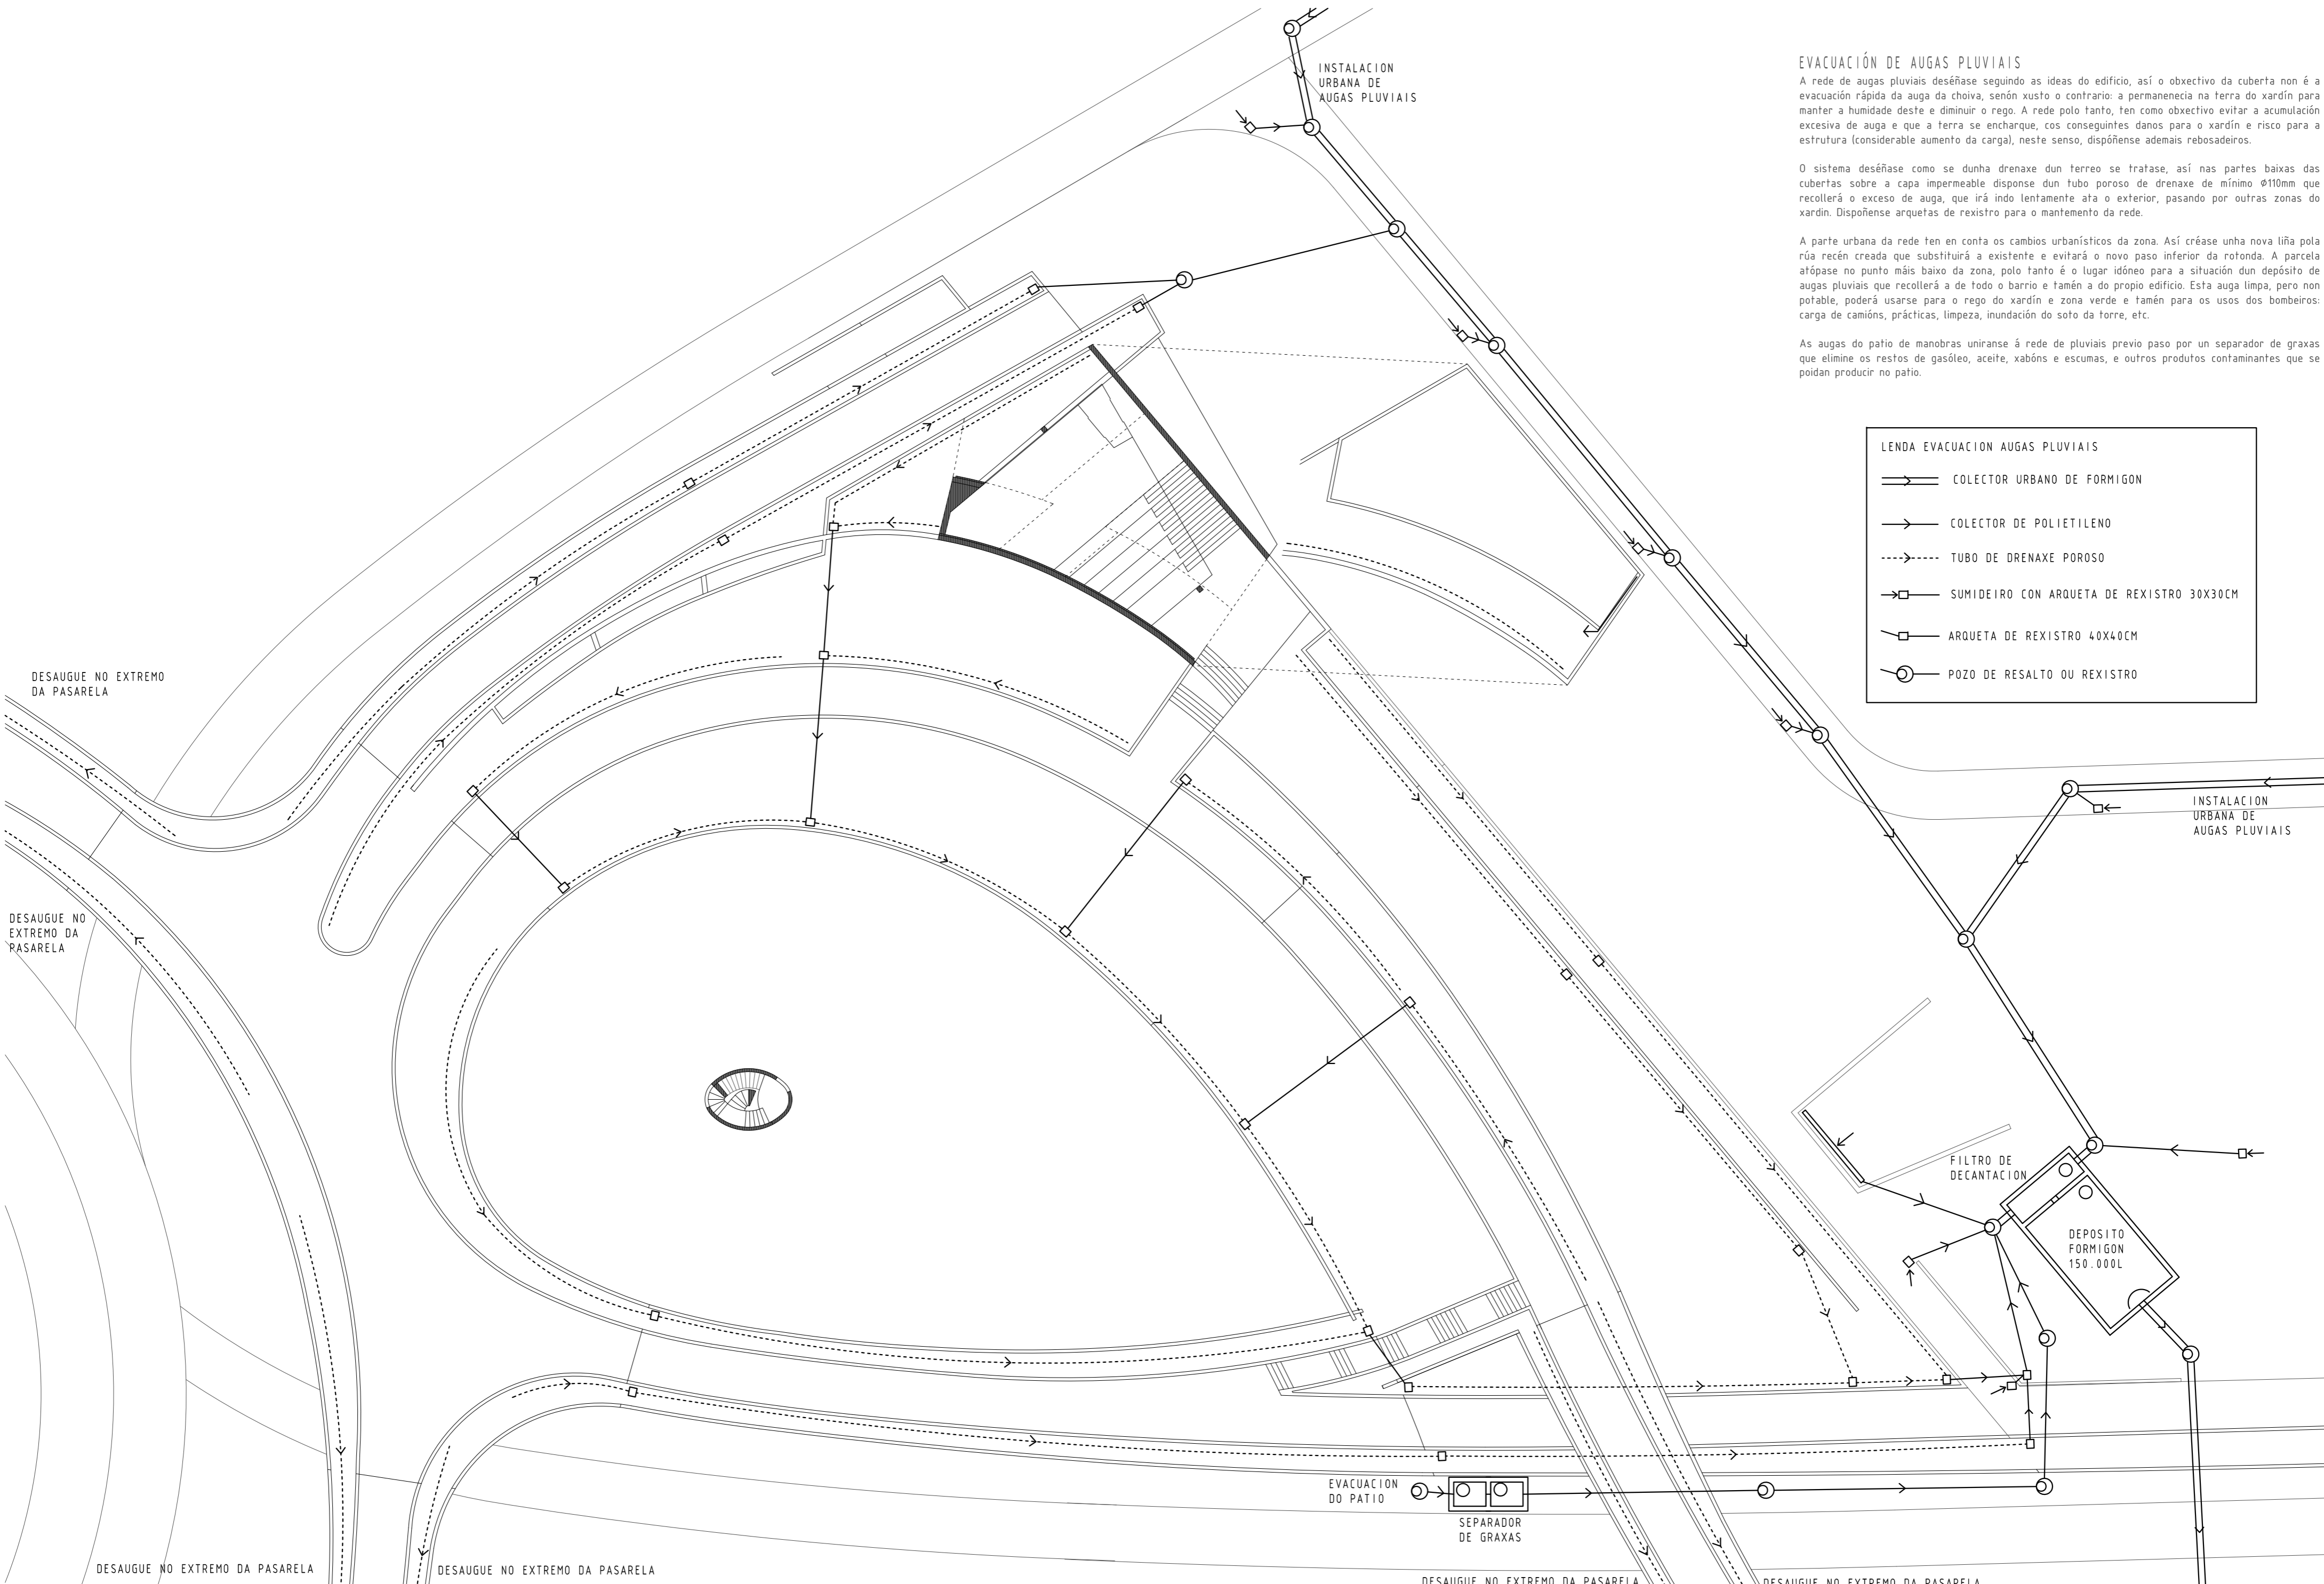 INSTALACION
URBANA DE
AUGAS PLUVIAIS
EVACUACIÓN DE AUGAS PLUVIAIS
A rede de augas pluviais deséñase seguindo as ideas do edificio, así o obxectivo da cuberta non é a
evacuación rápida da auga da choiva, senón xusto o contrario: a permanenecia na terra do xardín para
manter a humidade deste e diminuir o rego. A rede polo tanto, ten como obxectivo evitar a acumulación
excesiva de auga e que a terra se encharque, cos conseguintes danos para o xardín e risco para a
estrutura (considerable aumento da carga), neste senso, dispóñense ademais rebosadeiros.
O sistema deséñase como se dunha drenaxe dun terreo se tratase, así nas partes baixas das
cubertas sobre a capa impermeable disponse dun tubo poroso de drenaxe de mínimo Ø110mm que
recollerá o exceso de auga, que irá indo lentamente ata o exterior, pasando por outras zonas do
xardin. Dispoñense arquetas de rexistro para o mantemento da rede.
A parte urbana da rede ten en conta os cambios urbanísticos da zona. Así créase unha nova liña pola
rúa recén creada que substituirá a existente e evitará o novo paso inferior da rotonda. A parcela
atópase no punto máis baixo da zona, polo tanto é o lugar idóneo para a situación dun depósito de
augas pluviais que recollerá a de todo o barrio e tamén a do propio edificio. Esta auga limpa, pero non
potable, poderá usarse para o rego do xardín e zona verde e tamén para os usos dos bombeiros:
carga de camións, prácticas, limpeza, inundación do soto da torre, etc.
As augas do patio de manobras uniranse á rede de pluviais previo paso por un separador de graxas
que elimine os restos de gasóleo, aceite, xabóns e escumas, e outros produtos contaminantes que se
poidan producir no patio.
LENDA EVACUACION AUGAS PLUVIAIS
COLECTOR URBANO DE FORMIGON
COLECTOR DE POLIETILENO
TUBO DE DRENAXE POROSO
SUMIDEIRO CON ARQUETA DE REXISTRO 30X30CM
ARQUETA DE REXISTRO 40X40CM
POZO DE RESALTO OU REXISTRO
DESAUGUE NO EXTREMO
DA PASARELA
INSTALACION
URBANA DE
AUGAS PLUVIAIS
DESAUGUE NO
EXTREMO DA
PASARELA
FILTRO DE
DECANTACION
DEPOSITO
FORMIGON
150.000L
EVACUACION
DO PATIO
SEPARADOR
DE GRAXAS
DESAUGUE NO EXTREMO DA PASARELA
DESAUGUE NO EXTREMO DA PASARELA
DESAUGUE NO EXTREMO DA PASARELA
DESAUGUE NO EXTREMO DA PASARELA